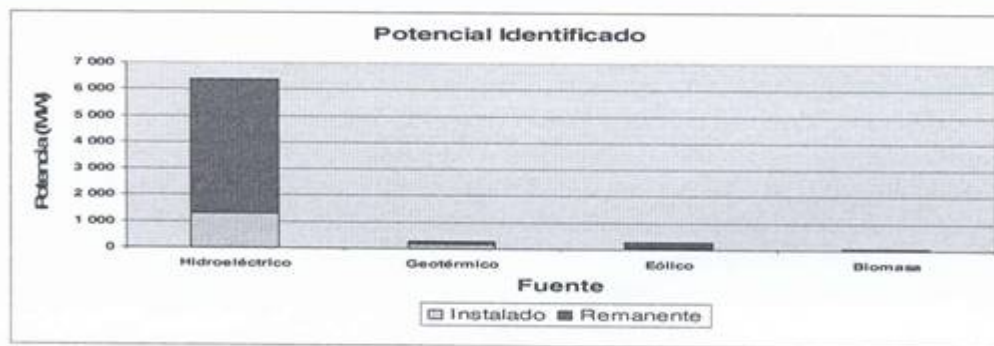 Potencial Identificado
Potencia (MW)
7 000
6 000
5 000
4 000
3 000
2 000
1 000
0
Hidroeléctrico Geotérmico Eólico Biomasa
Fuente
Instalado Remanente